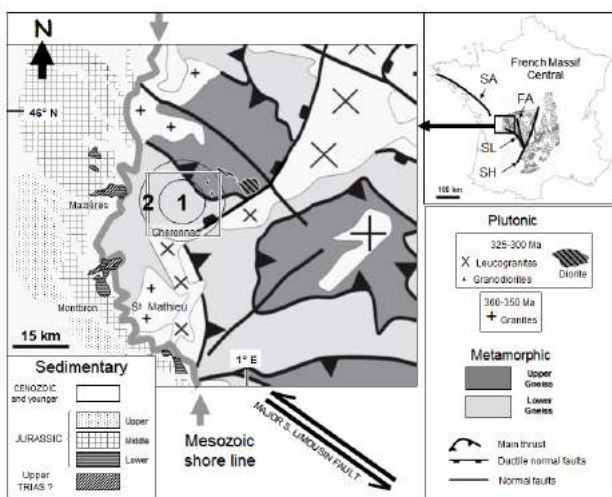 N
46° N
Mazières
2 1
Cheronnac
Montbron
St. Mathieu
15 km
1° E
Mesozoic
shore line
MAJOR S. LIMOUSIN FAULT
Sedimentary
CENOZOIC
and younger
JURASSIC
Upper
Middle
Lower
Upper
TRIAS ?
French Massif
Central
SA
FA
SL
SH
100 km
Plutonic
325-300 Ma
Leucogranites
Granodiorites
Diorite
360-350 Ma
Granites
Metamorphic
Upper
Gneiss
Lower
Gneiss
Main thrust
Ductile normal faults
Normal faults